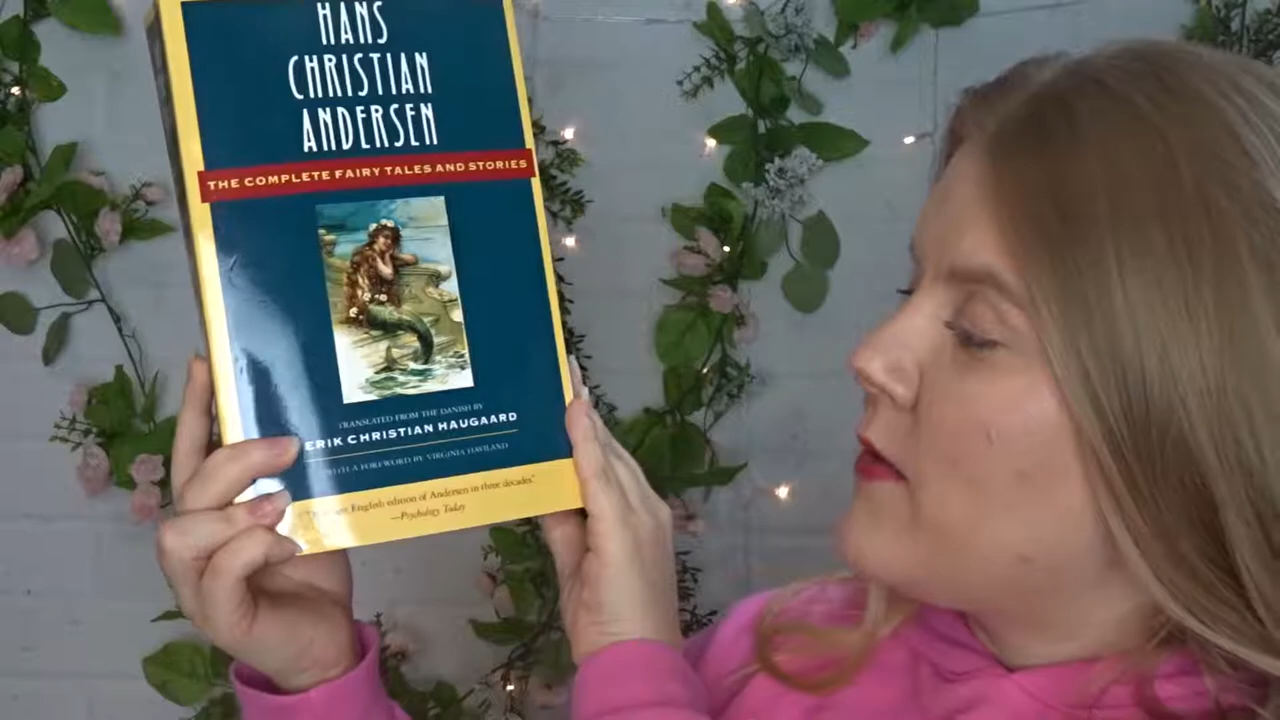 HANS
CHRISTIAN
ANDERSEN
THE COMPLETE FAIRY TALES AND STORIES
TRANSLATED FROM THE DANISH BY
ERIK CHRISTIAN HAUGAARD
WITH A FOREWORD BY VIRGINIA HAVILAND
English edition of Andersen in three decades"
—Psychology Today